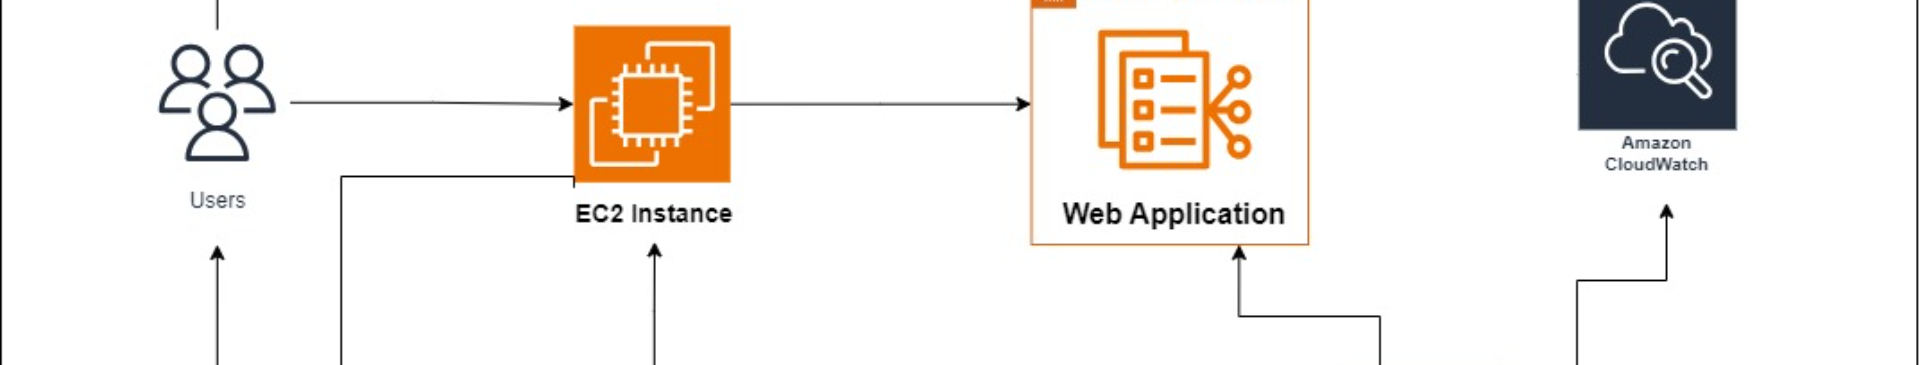 Users
EC2 Instance
Web Application
Amazon
CloudWatch